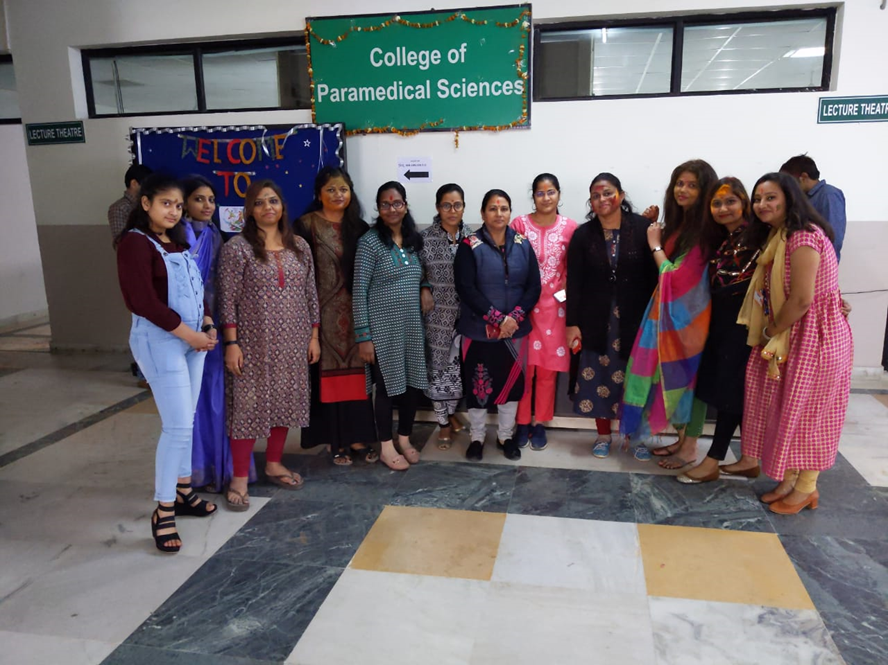 College of
Paramedical Sciences
LECTURE THEATRE
LECTURE THEATRE
WELCOME
TO